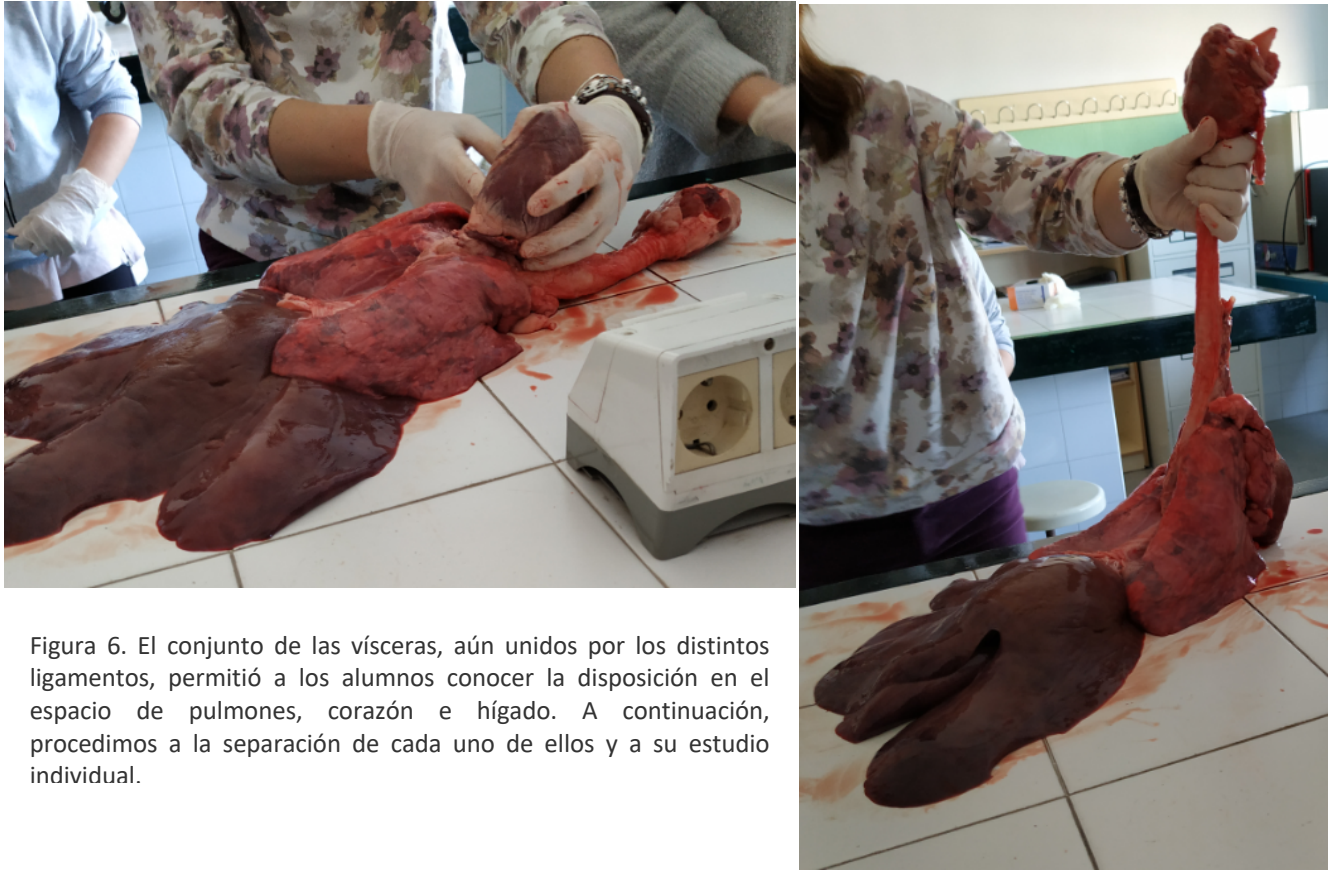 Figura 6. El conjunto de las vísceras, aún unidos por los distintos
ligamentos, permitió a los alumnos conocer la disposición en el
espacio de pulmones, corazón e hígado. A continuación,
procedimos a la separación de cada uno de ellos y a su estudio
individual.